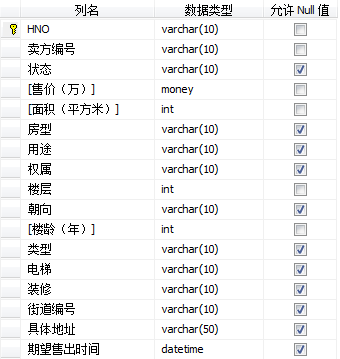 列名 数据类型 允许 Null 值
HNO varchar(10)
卖方编号 varchar(10)
状态 varchar(10)
[售价（万）] money
[面积（平方米）] int
房型 varchar(10)
用途 varchar(10)
权属 varchar(10)
楼层 int
朝向 varchar(10)
[楼龄（年）] int
类型 varchar(10)
电梯 varchar(10)
装修 varchar(10)
街道编号 varchar(10)
具体地址 varchar(50)
期望售出时间 datetime